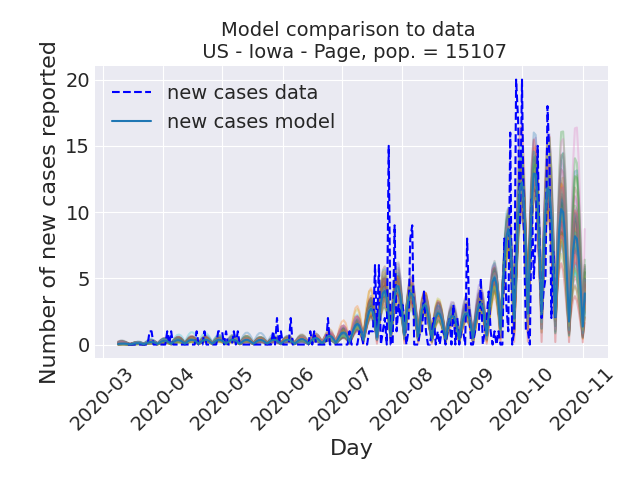 Model comparison to data
US - Iowa - Page, pop. = 15107
Number of new cases reported
20
15
10
5
0
new cases data
new cases model
2020-03
2020-04
2020-05
2020-06
2020-07
2020-08
2020-09
2020-10
2020-11
Day